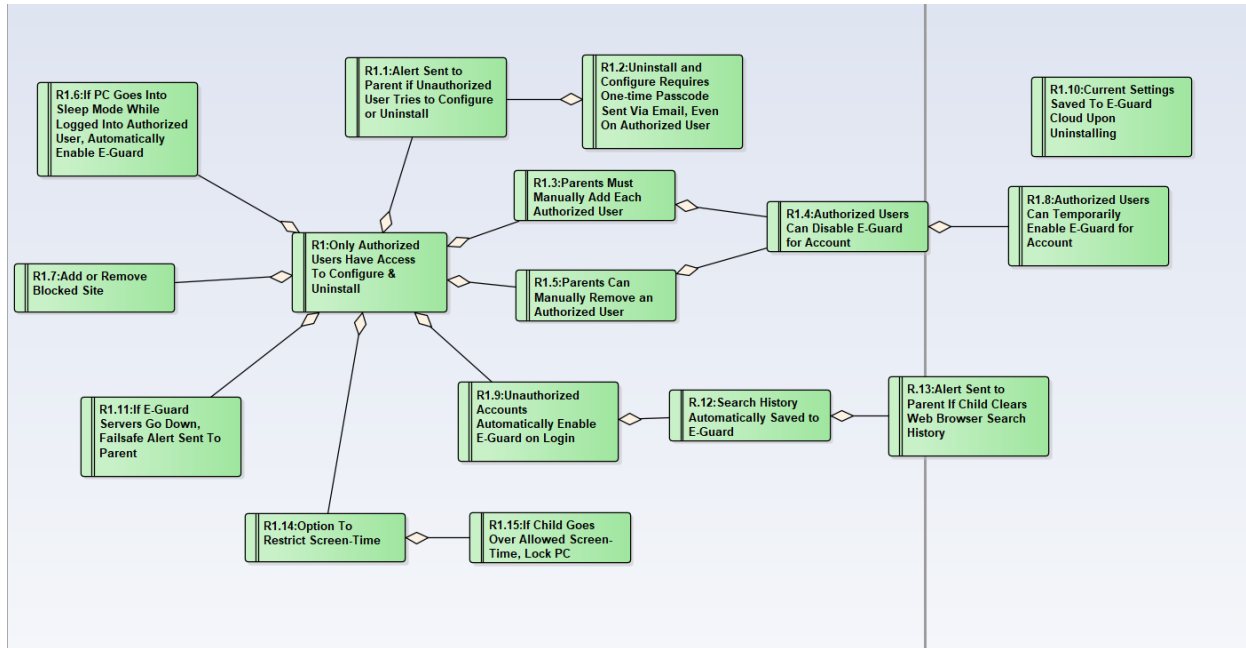 R1.1:Alert Sent to
Parent if Unauthorized
User Tries to Configure
or Uninstall
R1.2:Uninstall and
Configure Requires
One-time Passcode
Sent Via Email, Even
On Authorized User
R1.10:Current Settings
Saved To E-Guard
Cloud Upon
Uninstalling
R1.6:If PC Goes Into
Sleep Mode While
Logged Into Authorized
User, Automatically
Enable E-Guard
R1.3:Parents Must
Manually Add Each
Authorized User
R1.4:Authorized Users
Can Disable E-Guard
for Account
R1.8:Authorized Users
Can Temporarily
Enable E-Guard for
Account
R1:Only Authorized
Users Have Access
To Configure &
Uninstall
R1.7:Add or Remove
Blocked Site
R1.5:Parents Can
Manually Remove an
Authorized User
R1.11:If E-Guard
Servers Go Down,
Failsafe Alert Sent To
Parent
R1.9:Unauthorized
Accounts
Automatically Enable
E-Guard on Login
R.12:Search History
Automatically Saved to
E-Guard
R.13:Alert Sent to
Parent If Child Clears
Web Browser Search
History
R1.14:Option To
Restrict Screen-Time
R1.15:If Child Goes
Over Allowed Screen-
Time, Lock PC